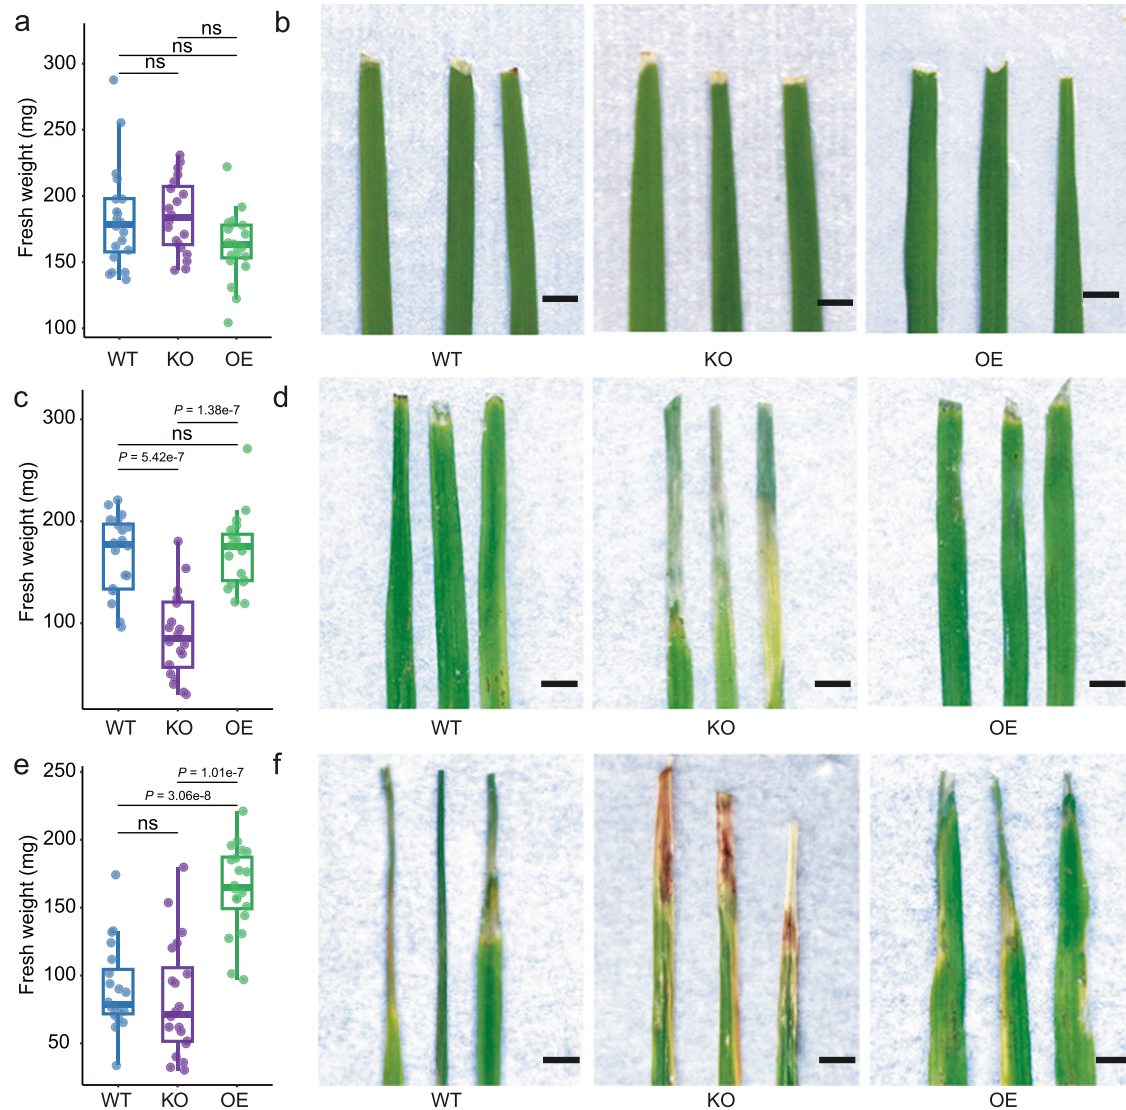 a
b
ns
ns
ns
300
250
200
150
100
Fresh weight (mg)
WT KO OE
WT KO OE
c
d
P = 1.38e-7
ns
P = 5.42e-7
300
200
100
Fresh weight (mg)
WT KO OE
WT KO OE
e
f
P = 1.01e-7
P = 3.06e-8
ns
250
200
150
100
50
Fresh weight (mg)
WT KO OE
WT KO OE